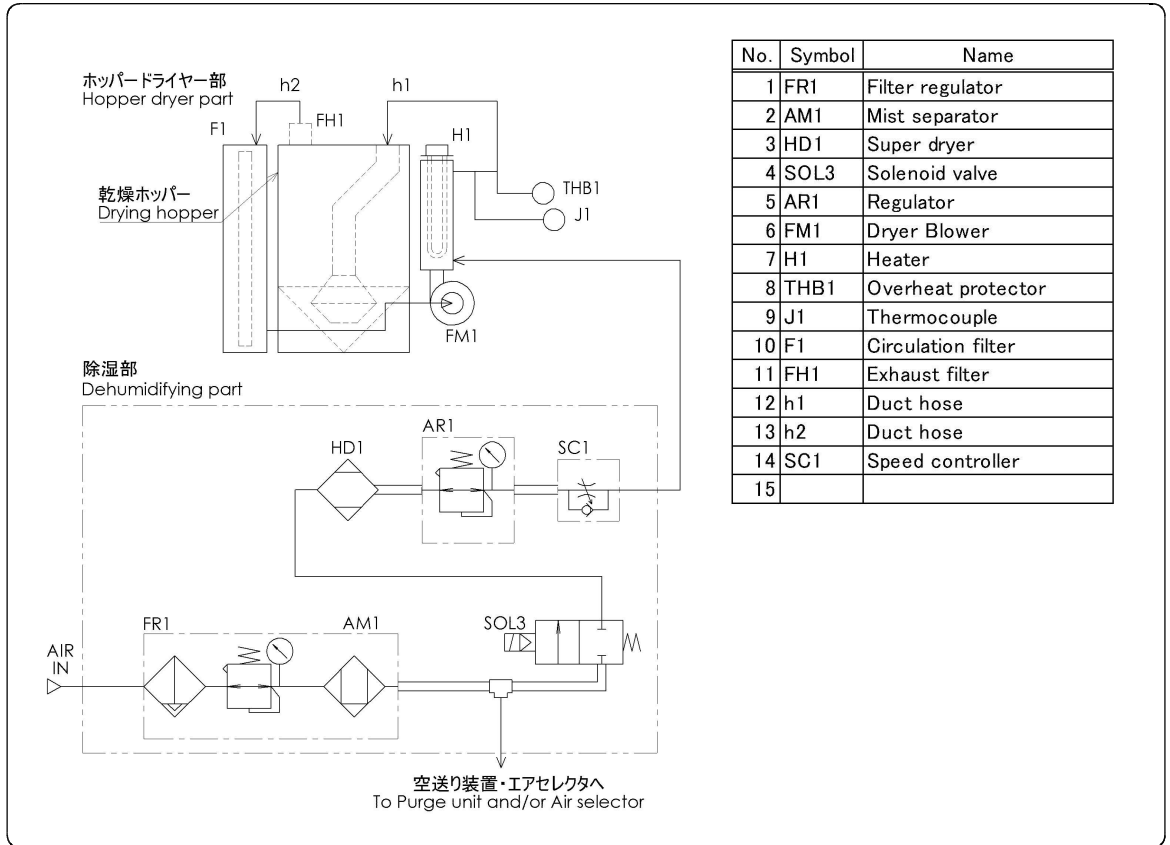 ホッパードライヤー部
Hopper dryer part
h2
h1
F1
FH1
H1
乾燥ホッパー
Drying hopper
THB1
J1
FM1
除湿部
Dehumidifying part
HD1
AR1
SC1
FR1
AM1
SOL3
AIR
IN
空送り装置・エアセレクタへ
To Purge unit and/or Air selector
No. Symbol Name
1 FR1 Filter regulator
2 AM1 Mist separator
3 HD1 Super dryer
4 SOL3 Solenoid valve
5 AR1 Regulator
6 FM1 Dryer Blower
7 H1 Heater
8 THB1 Overheat protector
9 J1 Thermocouple
10 F1 Circulation filter
11 FH1 Exhaust filter
12 h1 Duct hose
13 h2 Duct hose
14 SC1 Speed controller
15